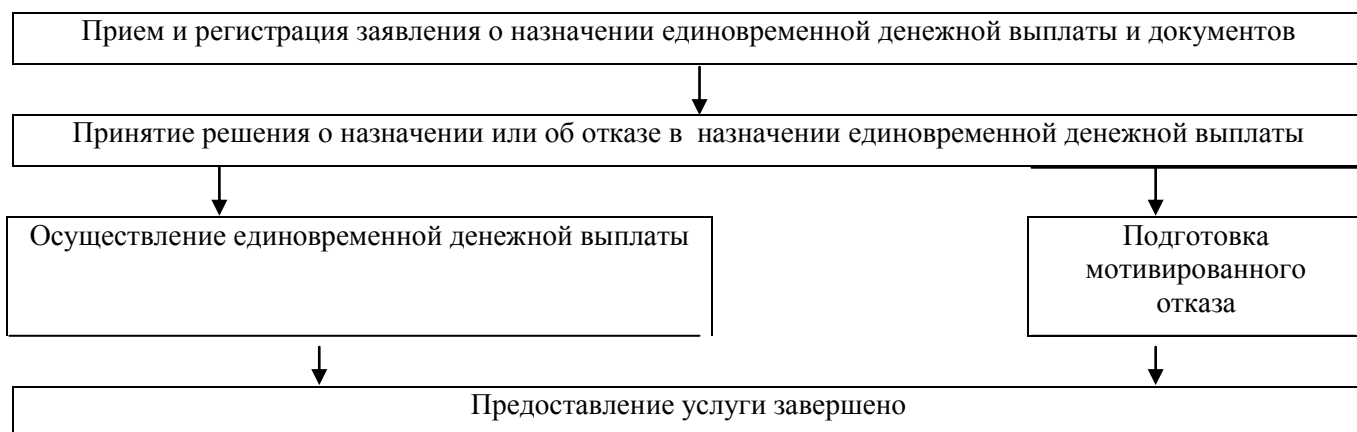 Прием и регистрация заявления о назначении единовременной денежной выплаты и документов
Принятие решения о назначении или об отказе в  назначении единовременной денежной выплаты
Осуществление единовременной денежной выплаты
Подготовка
мотивированного
отказа
Предоставление услуги завершено